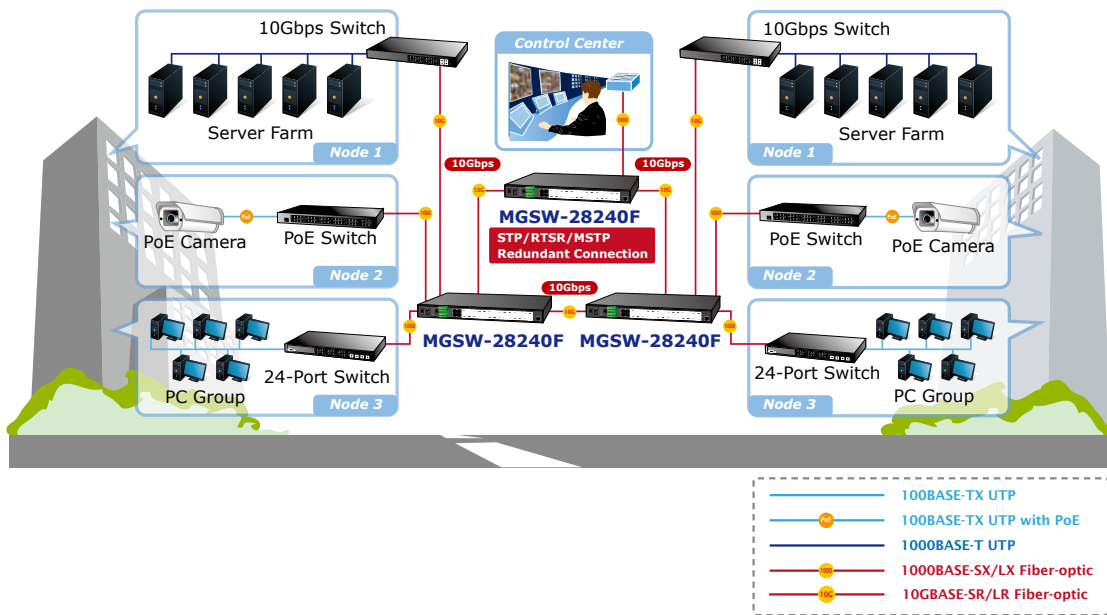 10Gbps Switch
Server Farm
Node 1
PoE
PoE Camera
PoE Switch
Node 2
24-Port Switch
PC Group
Node 3
Control Center
10G
1000
10G
10Gbps
10Gbps
10G
10G
MGSW-28240F
STP/RTSR/MSTP
Redundant Connection
1000
1000
10Gbps
10G
1000
1000
MGSW-28240F
MGSW-28240F
10Gbps Switch
Server Farm
Node 1
PoE
PoE Switch
PoE Camera
Node 2
24-Port Switch
PC Group
Node 3
100BASE-TX UTP
PoE
100BASE-TX UTP with PoE
1000BASE-T UTP
1000
1000BASE-SX/LX Fiber-optic
10G
10GBASE-SR/LR Fiber-optic